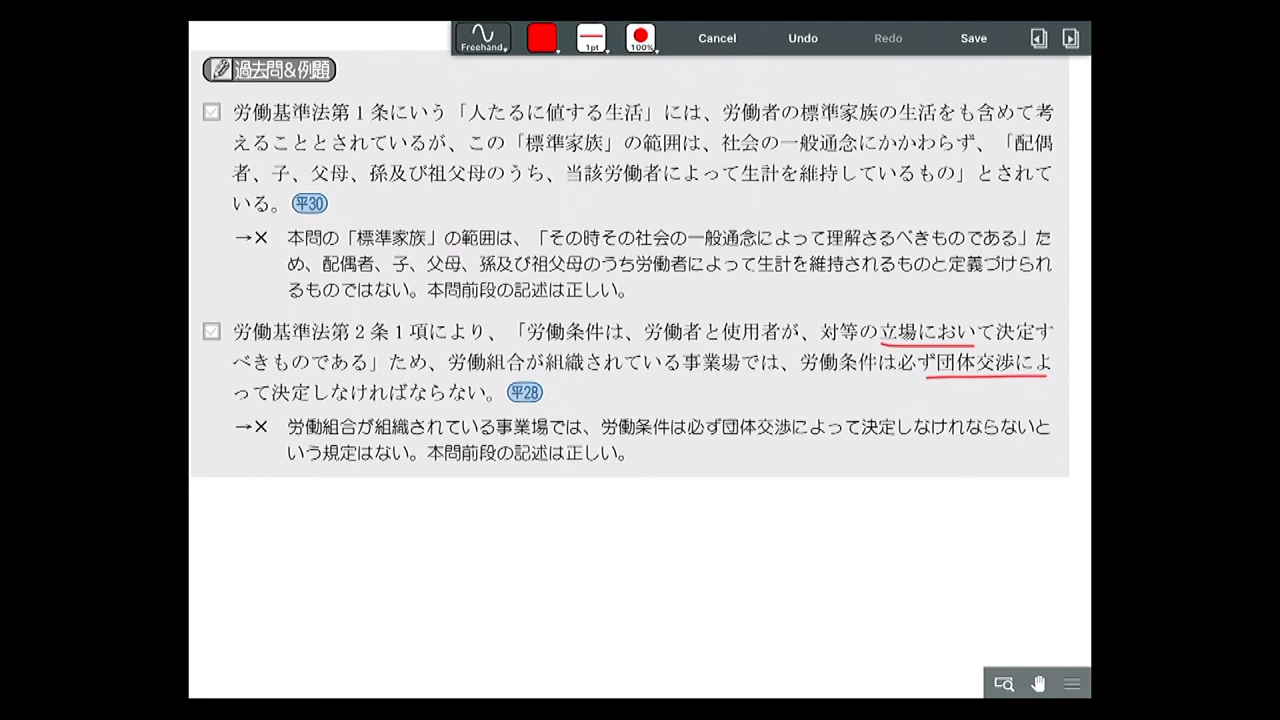 Freehand
1pt
100%
Cancel
Undo
Redo
Save
過去問&例題
労働基準法第1条にいう「人たるに値する生活」には、労働者の標準家族の生活をも含めて考
えることとされているが、この「標準家族」の範囲は、社会の一般通念にかかわらず、「配偶
者、子、父母、孫及び祖父母のうち、当該労働者によって生計を維持しているもの」とされて
いる。 平30
→× 本問の「標準家族」の範囲は、「その時その社会の一般通念によって理解さるべきものである」た
め、配偶者、子、父母、孫及び祖父母のうち労働者によって生計を維持されるものと定義づけられ
るものではない。本問前段の記述は正しい。
労働基準法第2条1項により、「労働条件は、労働者と使用者が、対等の立場において決定す
べきものである」ため、労働組合が組織されている事業場では、労働条件は必ず団体交渉によ
って決定しなければならない。 平28
→× 労働組合が組織されている事業場では、労働条件は必ず団体交渉によって決定しなけれならないと
いう規定はない。本問前段の記述は正しい。